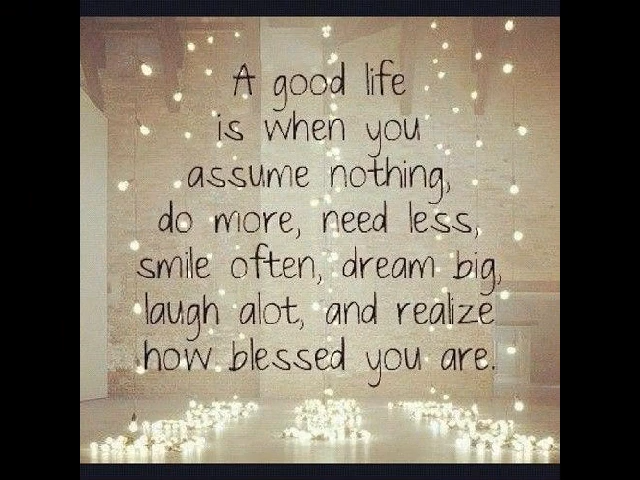 A good life
is when you
assume nothing,
do more, need less,
smile often, dream big,
laugh alot, and realize
how blessed you are.